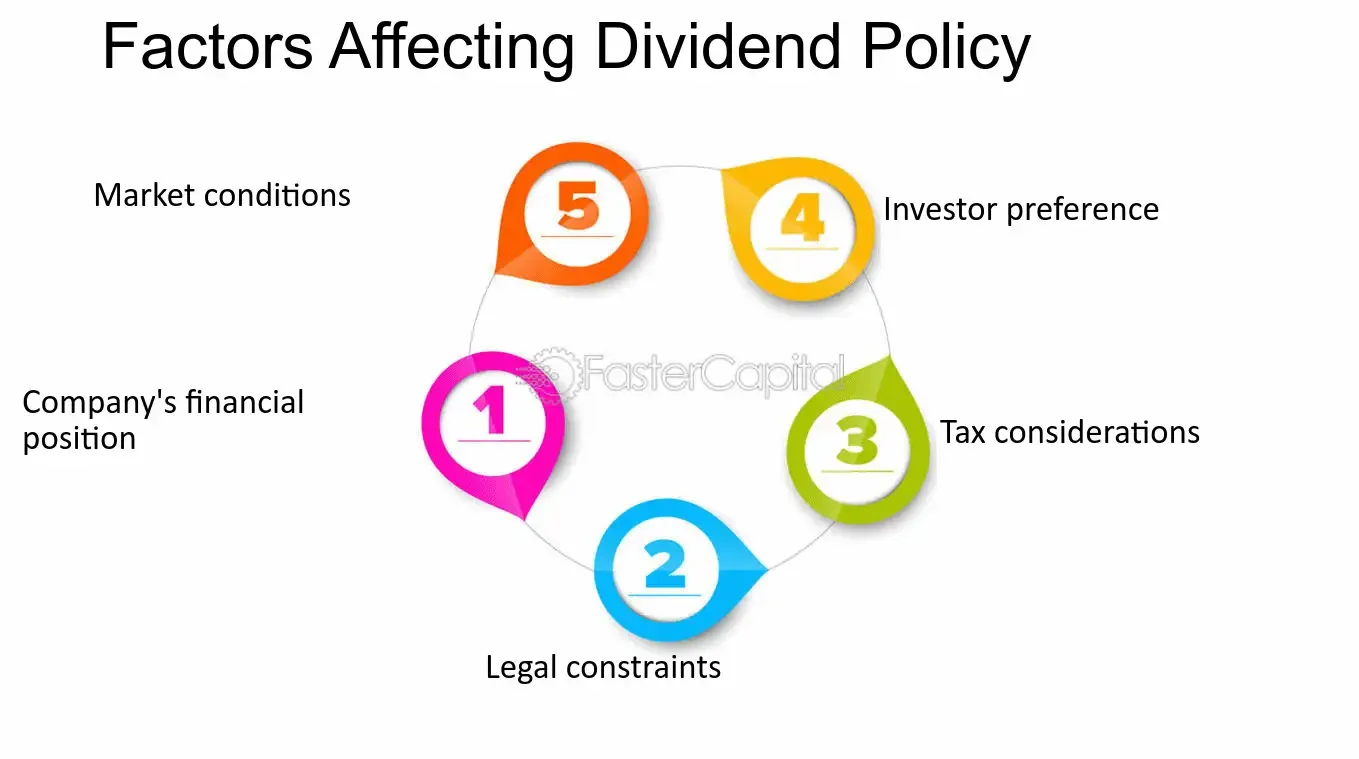 Factors Affecting Dividend Policy
Market conditions
5
4
Investor preference
FasterCapital
Company's financial
position
1
3
Tax considerations
2
Legal constraints